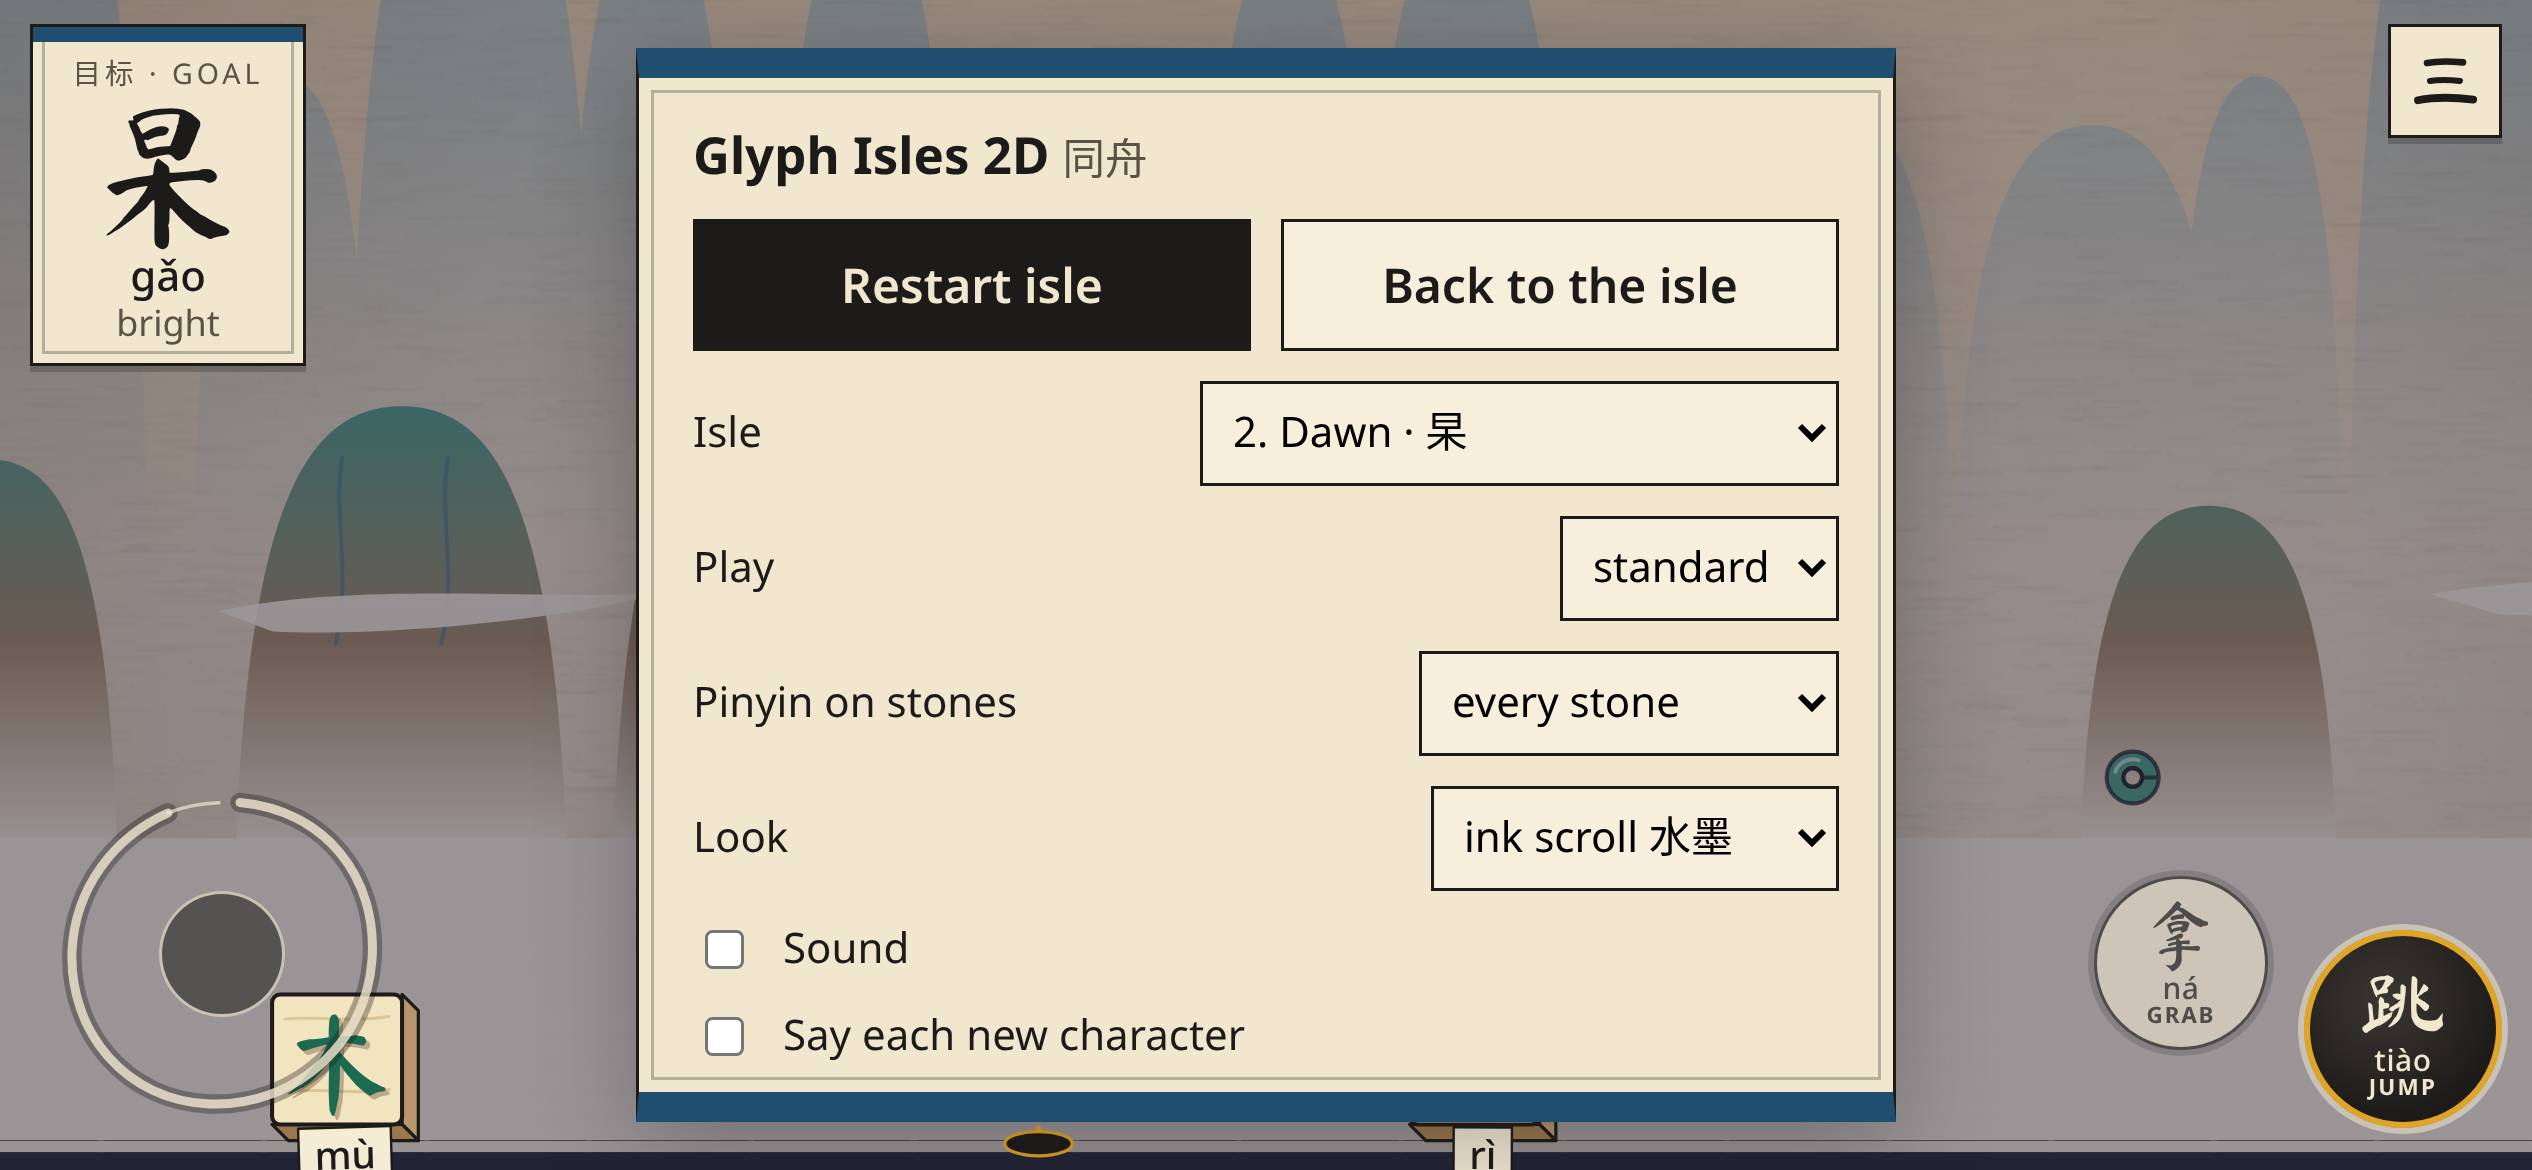 目标 · GOAL
杲
gǎo
bright
三
Glyph Isles 2D 同舟
Restart isle
Back to the isle
Isle
2. Dawn · 杲
Play
standard
Pinyin on stones
every stone
Look
ink scroll 水墨
Sound
Say each new character
木
mù
rì
拿
ná
GRAB
跳
tiào
JUMP